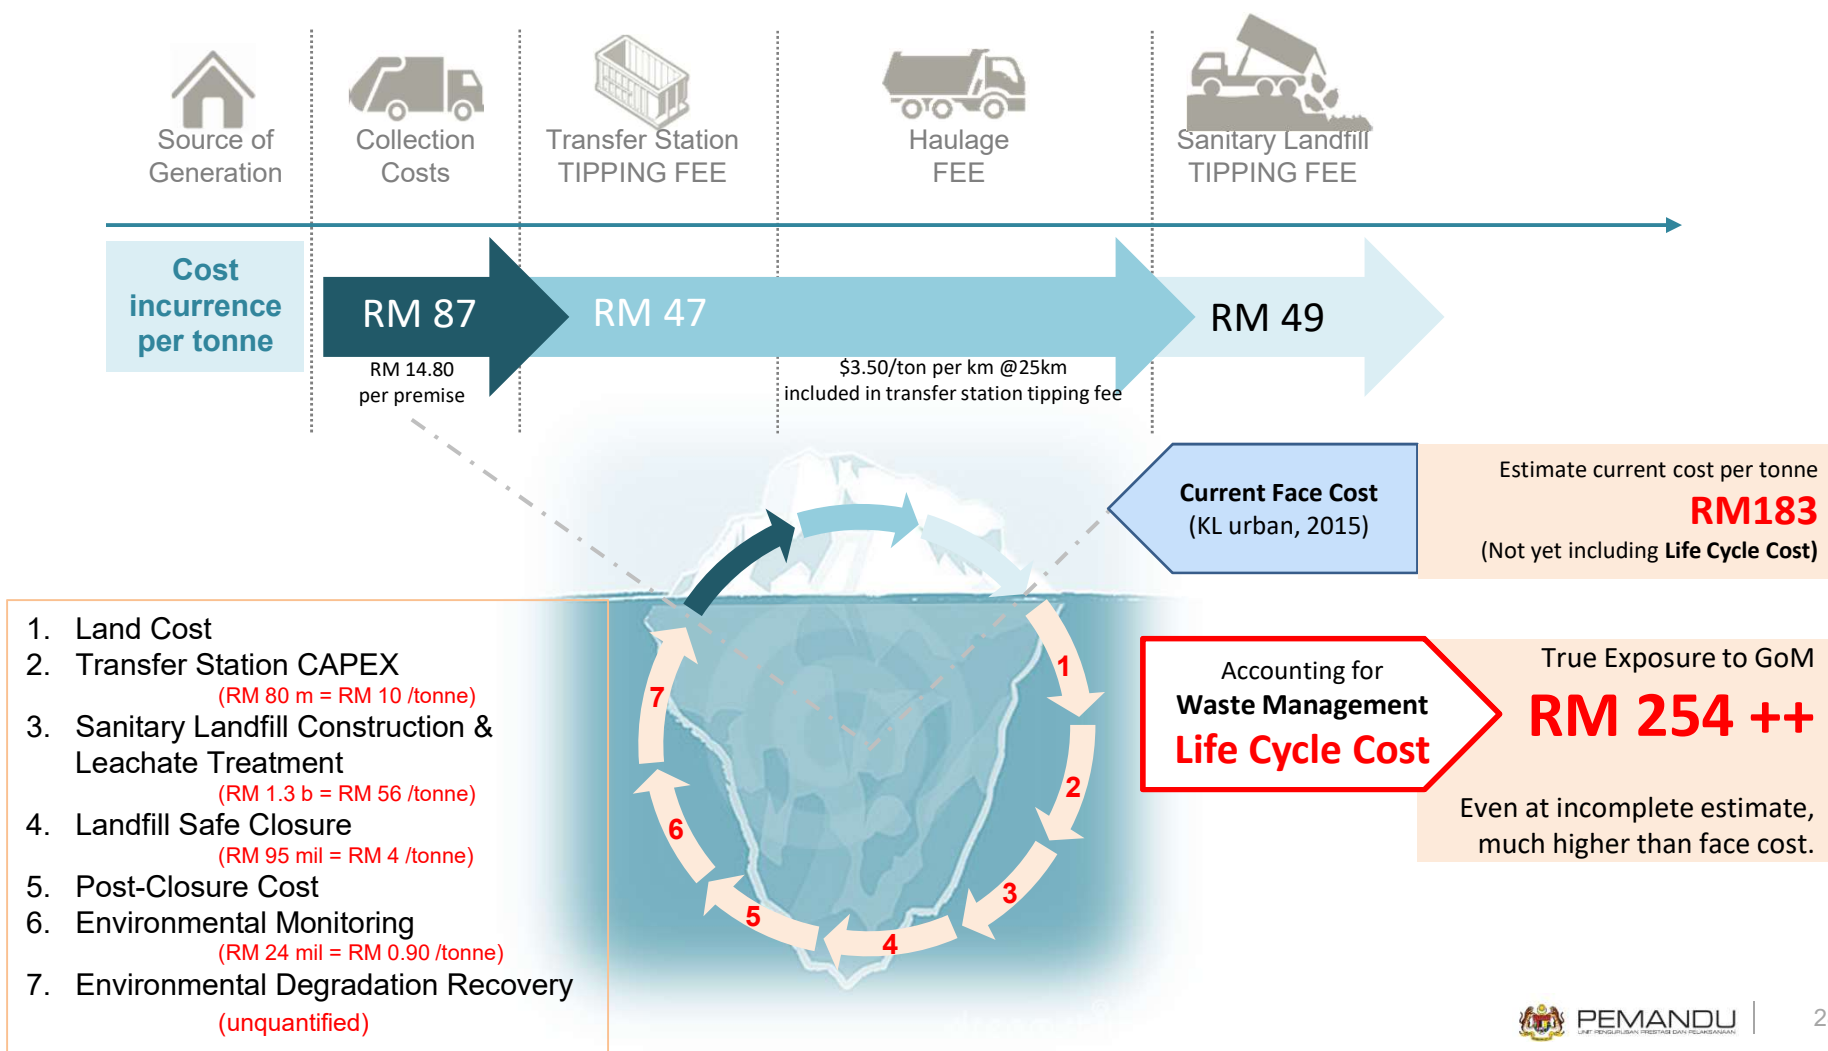 Source of
Generation
Collection
Costs
Transfer Station
TIPPING FEE
Haulage
FEE
Sanitary Landfill
TIPPING FEE
Cost
incurrence
per tonne
RM 87
RM 47
RM 49
RM 14.80
per premise
$3.50/ton per km @25km
included in transfer station tipping fee
Current Face Cost
(KL urban, 2015)
Estimate current cost per tonne
RM183
(Not yet including Life Cycle Cost)
1. Land Cost
2. Transfer Station CAPEX
(RM 80 m = RM 10 /tonne)
3. Sanitary Landfill Construction &
Leachate Treatment
(RM 1.3 b = RM 56 /tonne)
4. Landfill Safe Closure
(RM 95 mil = RM 4 /tonne)
5. Post-Closure Cost
6. Environmental Monitoring
(RM 24 mil = RM 0.90 /tonne)
7. Environmental Degradation Recovery
(unquantified)
1
2
3
4
5
6
7
Accounting for
Waste Management
Life Cycle Cost
True Exposure to GoM
RM 254 ++
Even at incomplete estimate,
much higher than face cost.
PEMANDU
UNIT PENGURUSAN PRESTASI DAN PELAKSANAAN
2